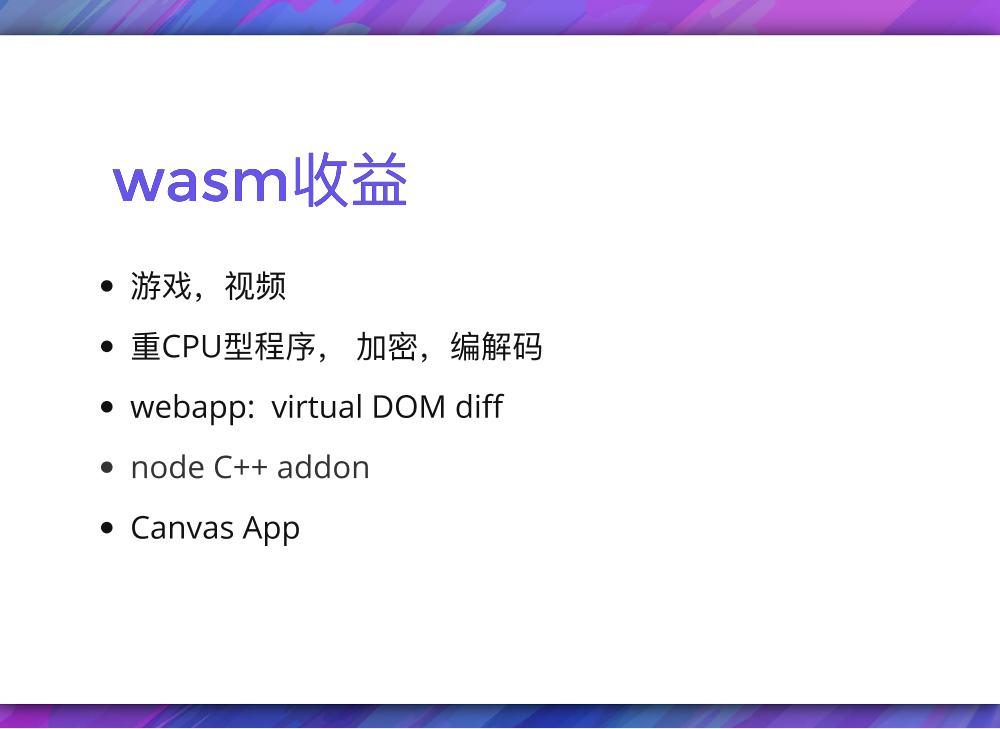 wasm收益
• 游戏，视频
• 重CPU型程序， 加密，编解码
• webapp:  virtual DOM diff
• node C++ addon
• Canvas App